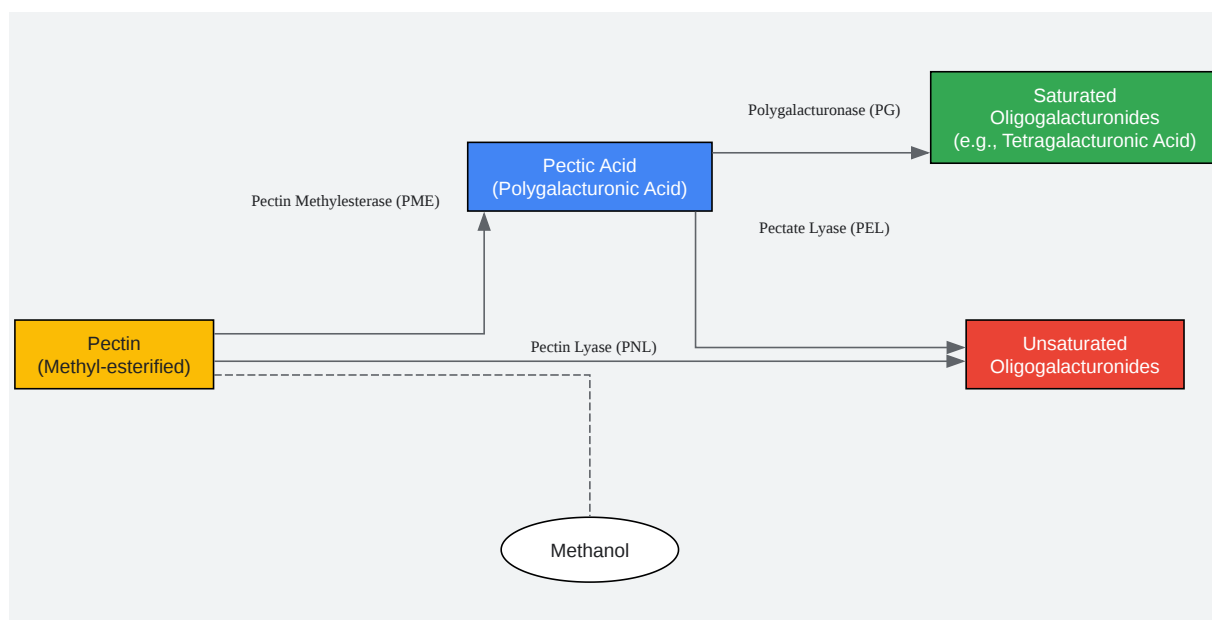 Saturated
Oligogalacturonides
(e.g., Tetragalacturonic Acid)
Polygalacturonase (PG)
Pectic Acid
(Polygalacturonic Acid)
Pectin Methylesterase (PME)
Pectate Lyase (PEL)
Pectin
(Methyl-esterified)
Pectin Lyase (PNL)
Unsaturated
Oligogalacturonides
Methanol